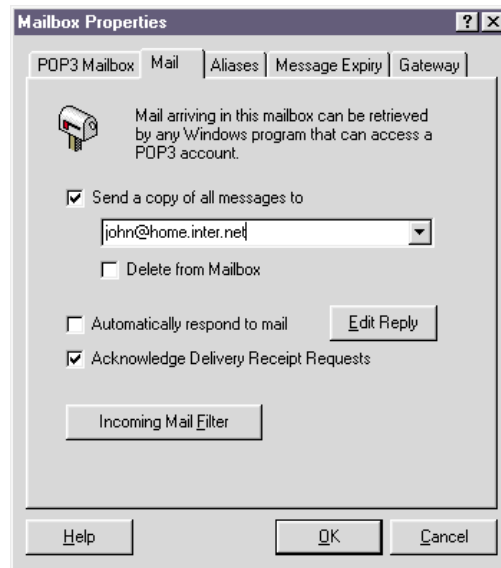 Mailbox Properties
POP3 Mailbox Mail Aliases Message Expiry Gateway
Mail arriving in this mailbox can be retrieved
by any Windows program that can access a
POP3 account.
Send a copy of all messages to
john@home.inter.net
Delete from Mailbox
Automatically respond to mail Edit Reply
Acknowledge Delivery Receipt Requests
Incoming Mail Filter
Help OK Cancel